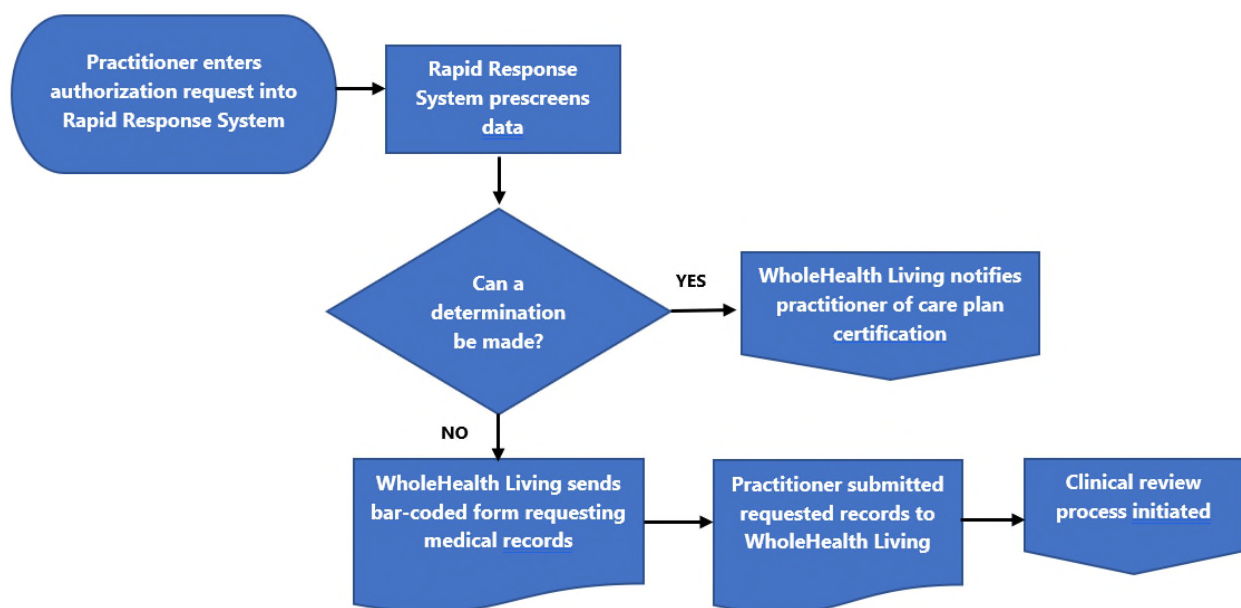 Practitioner enters
authorization request into
Rapid Response System
Rapid Response
System prescreens
data
Can a
determination
be made?
YES
WholeHealth Living notifies
practitioner of care plan
certification
NO
WholeHealth Living sends
bar-coded form requesting
medical records
Practitioner submitted
requested records to
WholeHealth Living
Clinical review
process initiated